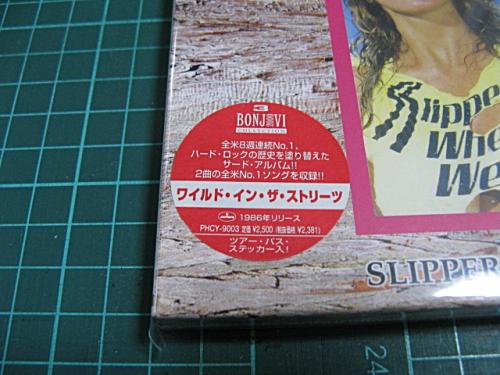 3
BON JOVI
COLLECTION
全米8週連続No.1、
ハード・ロックの歴史を塗り替えた
サード・アルバム!!
2曲の全米No.1ソングを収録!!
ワイルド・イン・ザ・ストリーツ
1986年リリース
PHCY-9003 定価 ¥2,500 (税抜価格 ¥2,381)
ツアー・パス・
ステッカー入!
Slippe
Whe
We
SLIPPER
24